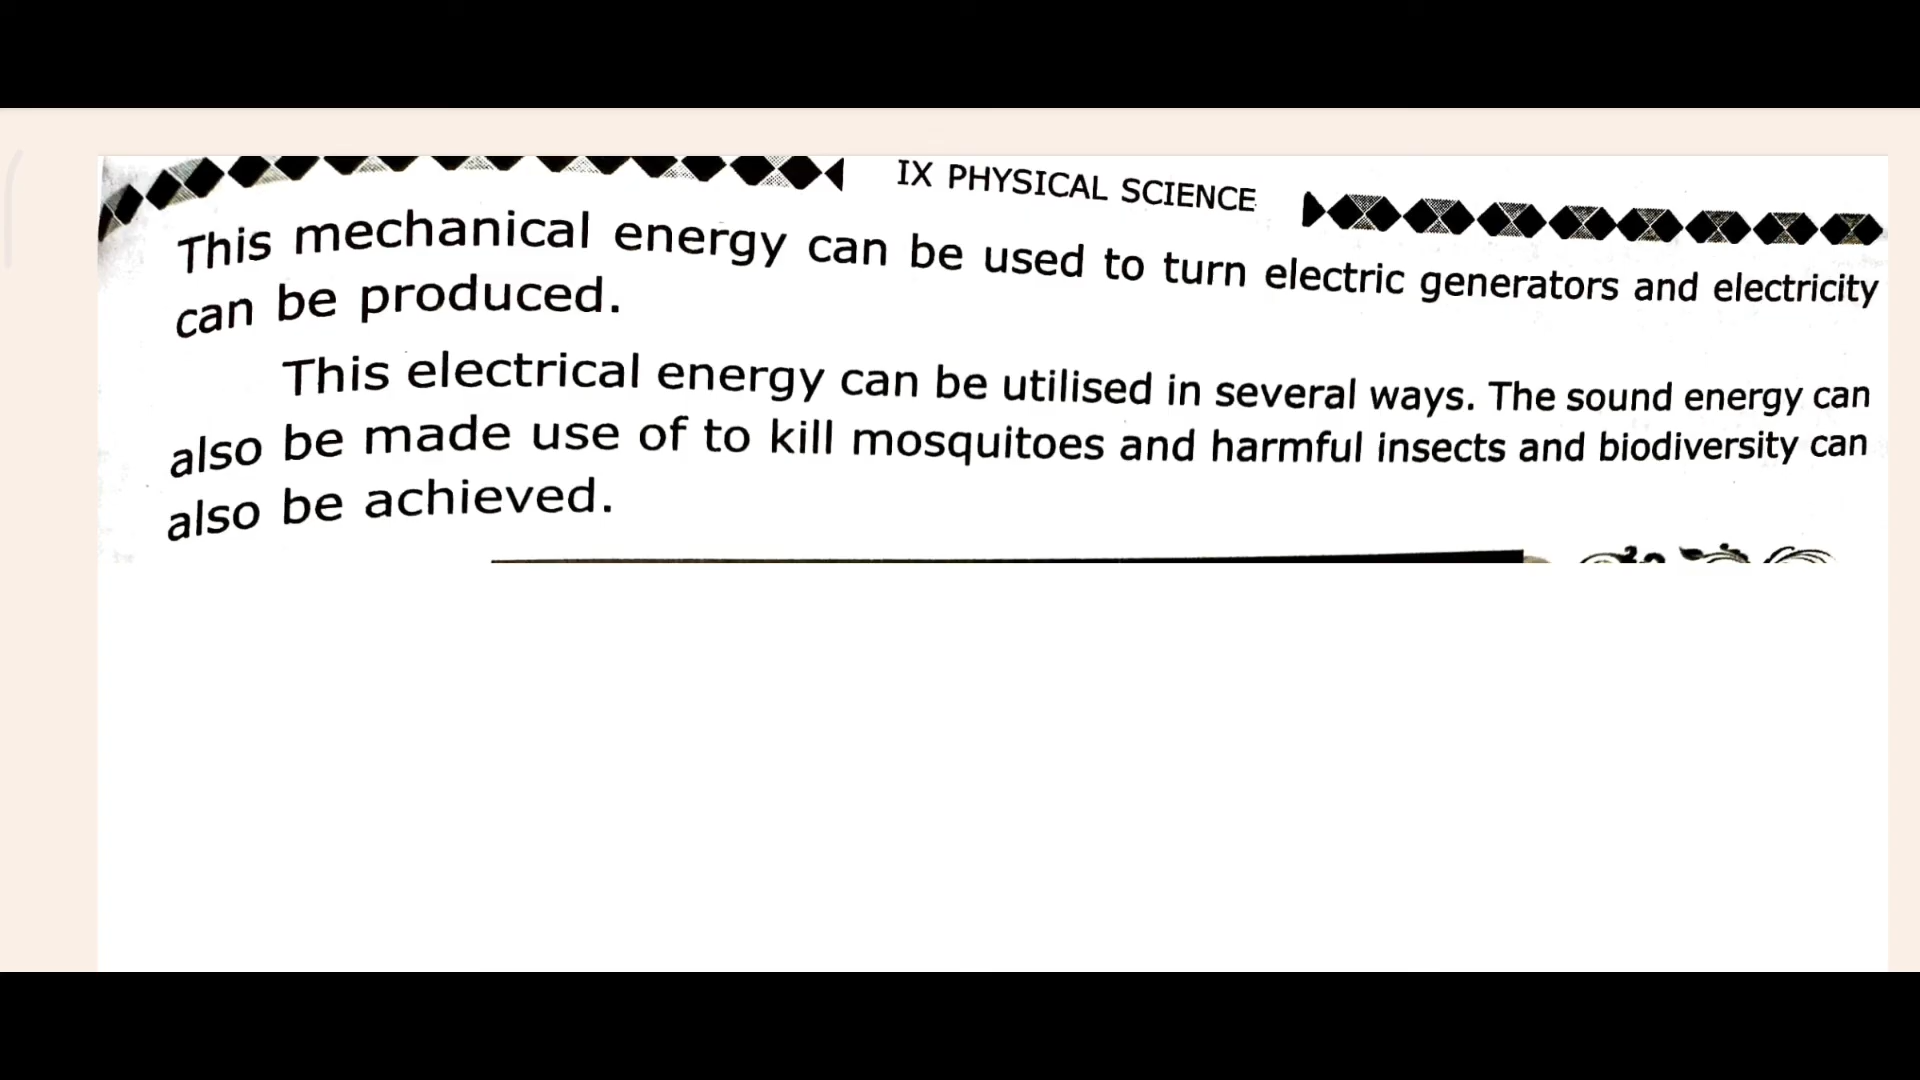 IX PHYSICAL SCIENCE
This mechanical energy can be used to turn electric generators and electricity
can be produced.
This electrical energy can be utilised in several ways. The sound energy can
also be made use of to kill mosquitoes and harmful insects and biodiversity can
also be achieved.